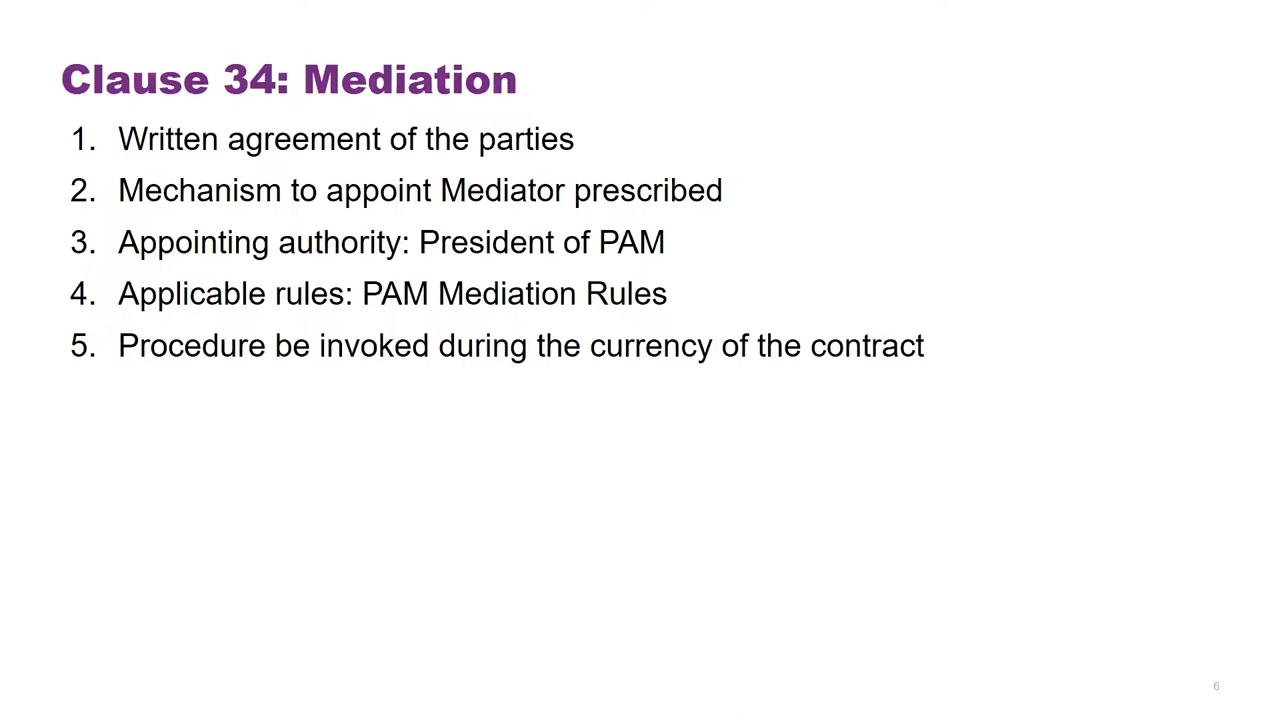 Clause 34: Mediation
1. Written agreement of the parties
2. Mechanism to appoint Mediator prescribed
3. Appointing authority: President of PAM
4. Applicable rules: PAM Mediation Rules
5. Procedure be invoked during the currency of the contract
6